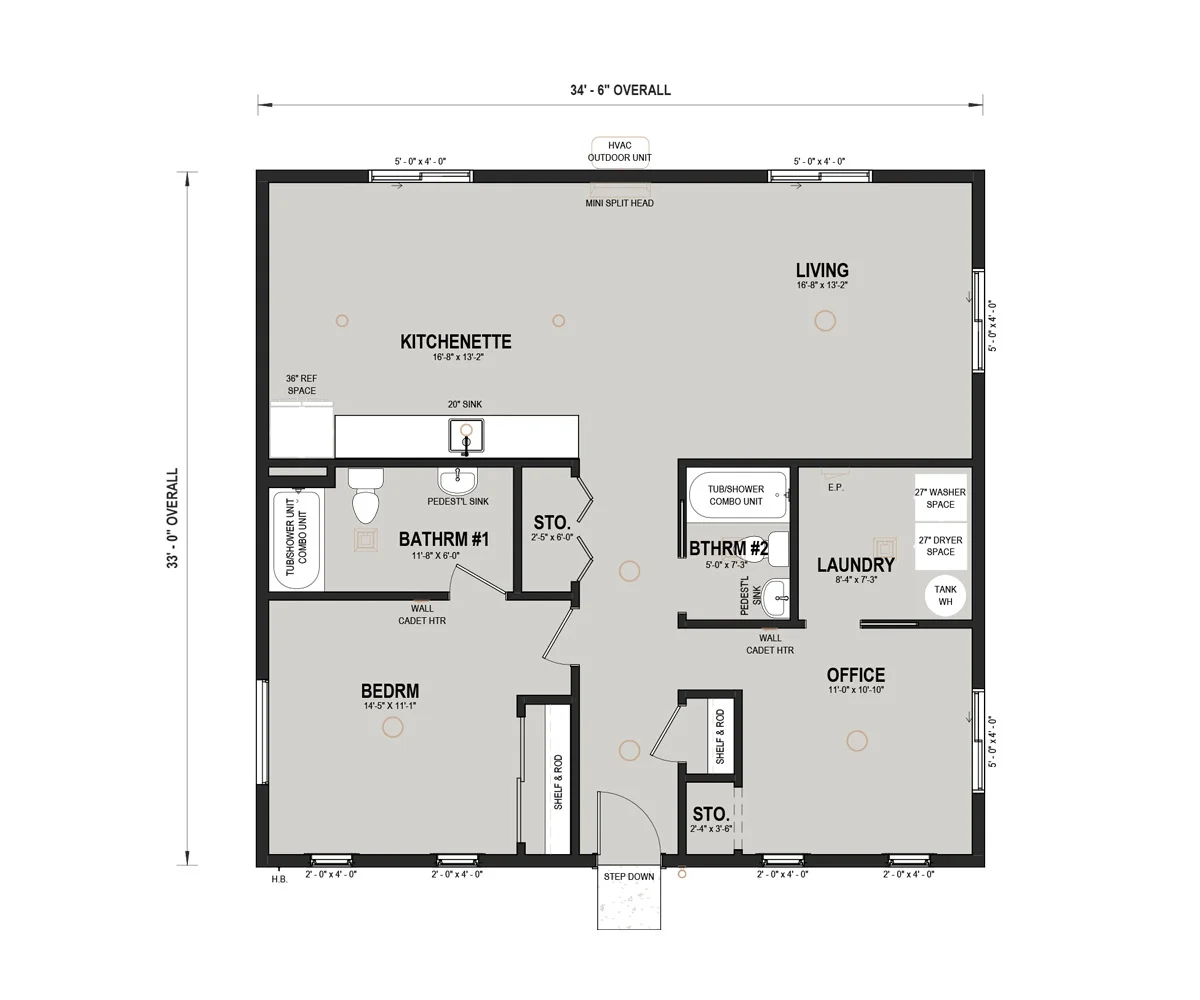 34' - 6" OVERALL
HVAC
OUTDOOR UNIT
5' - 0" x 4' - 0"
5' - 0" x 4' - 0"
MINI SPLIT HEAD
LIVING
16'-8" x 13'-2"
5' - 0" x 4' - 0"
KITCHENETTE
16'-8" x 13'-2"
36" REF
SPACE
20" SINK
33' - 0" OVERALL
TUB/SHOWER UNIT
COMBO UNIT
PEDEST'L SINK
BATHRM #1
11'-8" X 6'-0"
STO.
2'-5" x 6'-0"
TUB/SHOWER
COMBO UNIT
BTHRM #2
5'-0" x 7'-3"
PEDEST'L
SINK
E.P.
27" WASHER
SPACE
27" DRYER
SPACE
LAUNDRY
8'-4" x 7'-3"
TANK
WH
WALL
CADET HTR
WALL
CADET HTR
BEDRM
14'-5" X 11'-1"
OFFICE
11'-0" x 10'-10"
SHELF & ROD
SHELF & ROD
5' - 0" x 4' - 0"
STO.
2'-4" x 3'-6"
H.B.
2' - 0" x 4' - 0"
2' - 0" x 4' - 0"
STEP DOWN
2' - 0" x 4' - 0"
2' - 0" x 4' - 0"